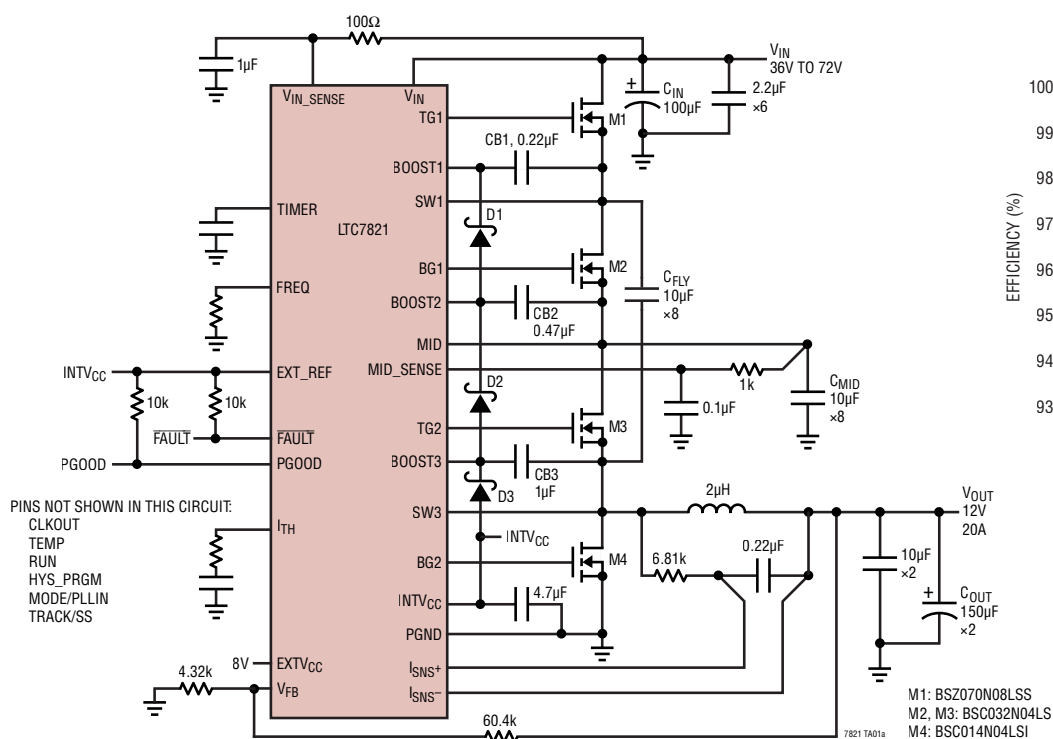 100Ω
1µF
VIN
36V TO 72V
VIN_SENSE
VIN
+
CIN
100µF
2.2µF
×6
TG1
M1
CB1, 0.22µF
BOOST1
SW1
TIMER
LTC7821
D1
BG1
M2
FREQ
BOOST2
CB2
0.47µF
CFLY
10µF
×8
MID
INTVCC
EXT_REF
MID_SENSE
1k
10k
10k
D2
0.1µF
CMID
10µF
×8
FAULT
FAULT
TG2
M3
PGOOD
PGOOD
BOOST3
CB3
1µF
D3
PINS NOT SHOWN IN THIS CIRCUIT:
CLKOUT
TEMP
RUN
HYS_PRGM
MODE/PLLIN
TRACK/SS
ITH
SW3
2µH
VOUT
12V
20A
INTVCC
6.81k
0.22µF
BG2
M4
10µF
×2
+
COUT
150µF
×2
INTVCC
4.7µF
PGND
8V
EXTVCC
ISNS+
4.32k
VFB
ISNS–
60.4k
7821 TA01a
M1: BSZ070N08LSS
M2, M3: BSC032N04LS
M4: BSC014N04LSI
EFFICIENCY (%)
100
99
98
97
96
95
94
93